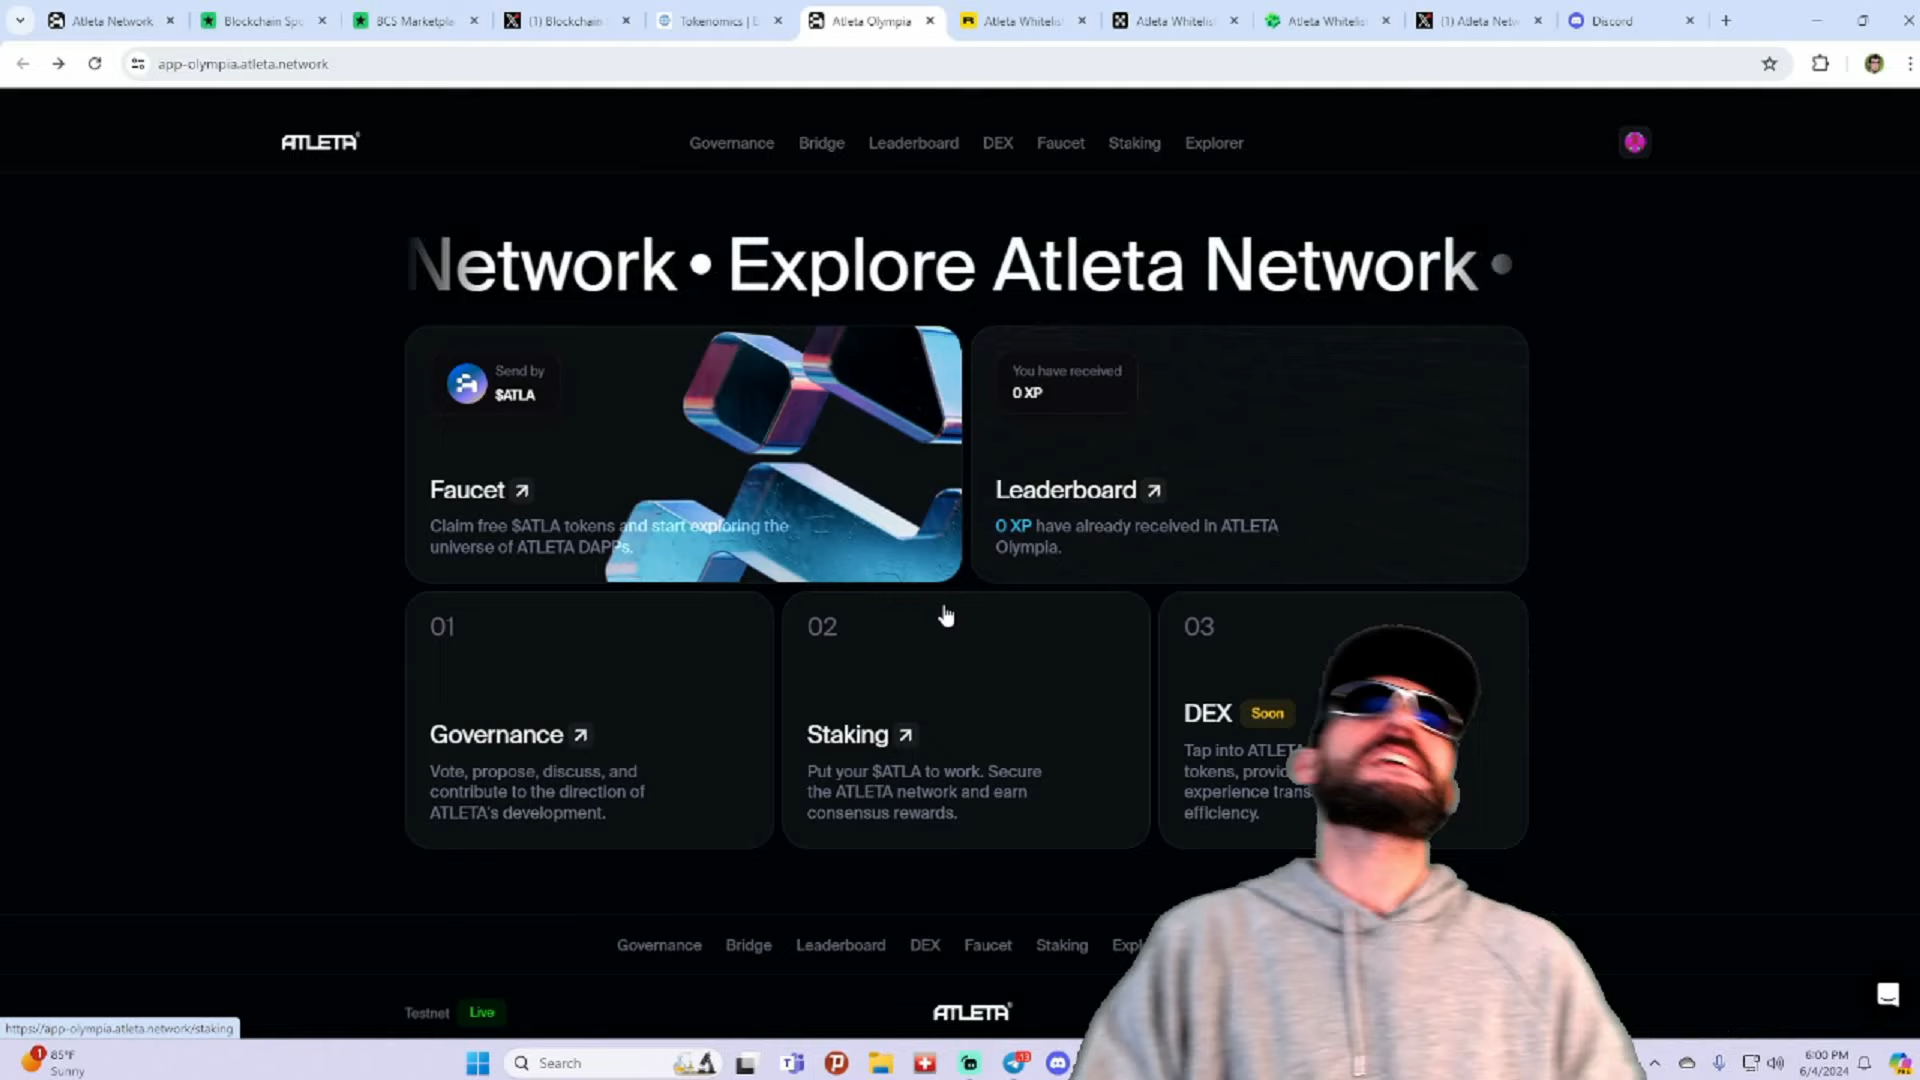 Atleta Network
Blockchain Spo
BCS Marketpla
(1) Blockchain
Tokenomics | E
Atleta Olympia
Atleta Whitelis
Atleta Whitelis
Atleta Whitelis
(1) Atleta Netw
Discord
app-olympia.atleta.network
ATLETA
Governance Bridge Leaderboard DEX Faucet Staking Explorer
Network • Explore Atleta Network •
Send by
$ATLA
Faucet
Claim free $ATLA tokens and start exploring the
universe of ATLETA DAPPs.
You have received
0 XP
Leaderboard
0 XP have already received in ATLETA
Olympia.
01
Governance
Vote, propose, discuss, and
contribute to the direction of
ATLETA's development.
02
Staking
Put your $ATLA to work. Secure
the ATLETA network and earn
consensus rewards.
03
DEX Soon
Tap into ATLETA
tokens, provid
experience trans
efficiency.
Governance Bridge Leaderboard DEX Faucet Staking Expl
Testnet Live
ATLETA
https://app-olympia.atleta.network/staking
1
85°F
Sunny
Search
13
6:00 PM
6/4/2024